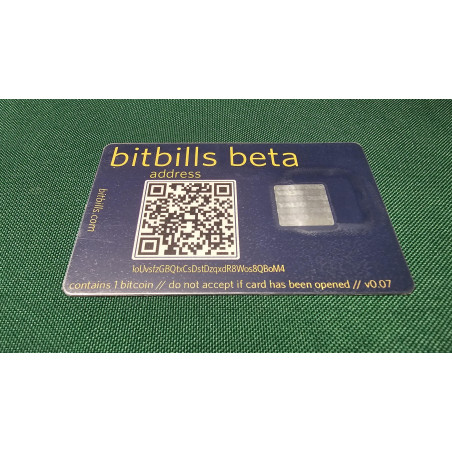 bitbills beta
address
bitbills.com
contains 1 bitcoin // do not accept if card has been opened // v0.07